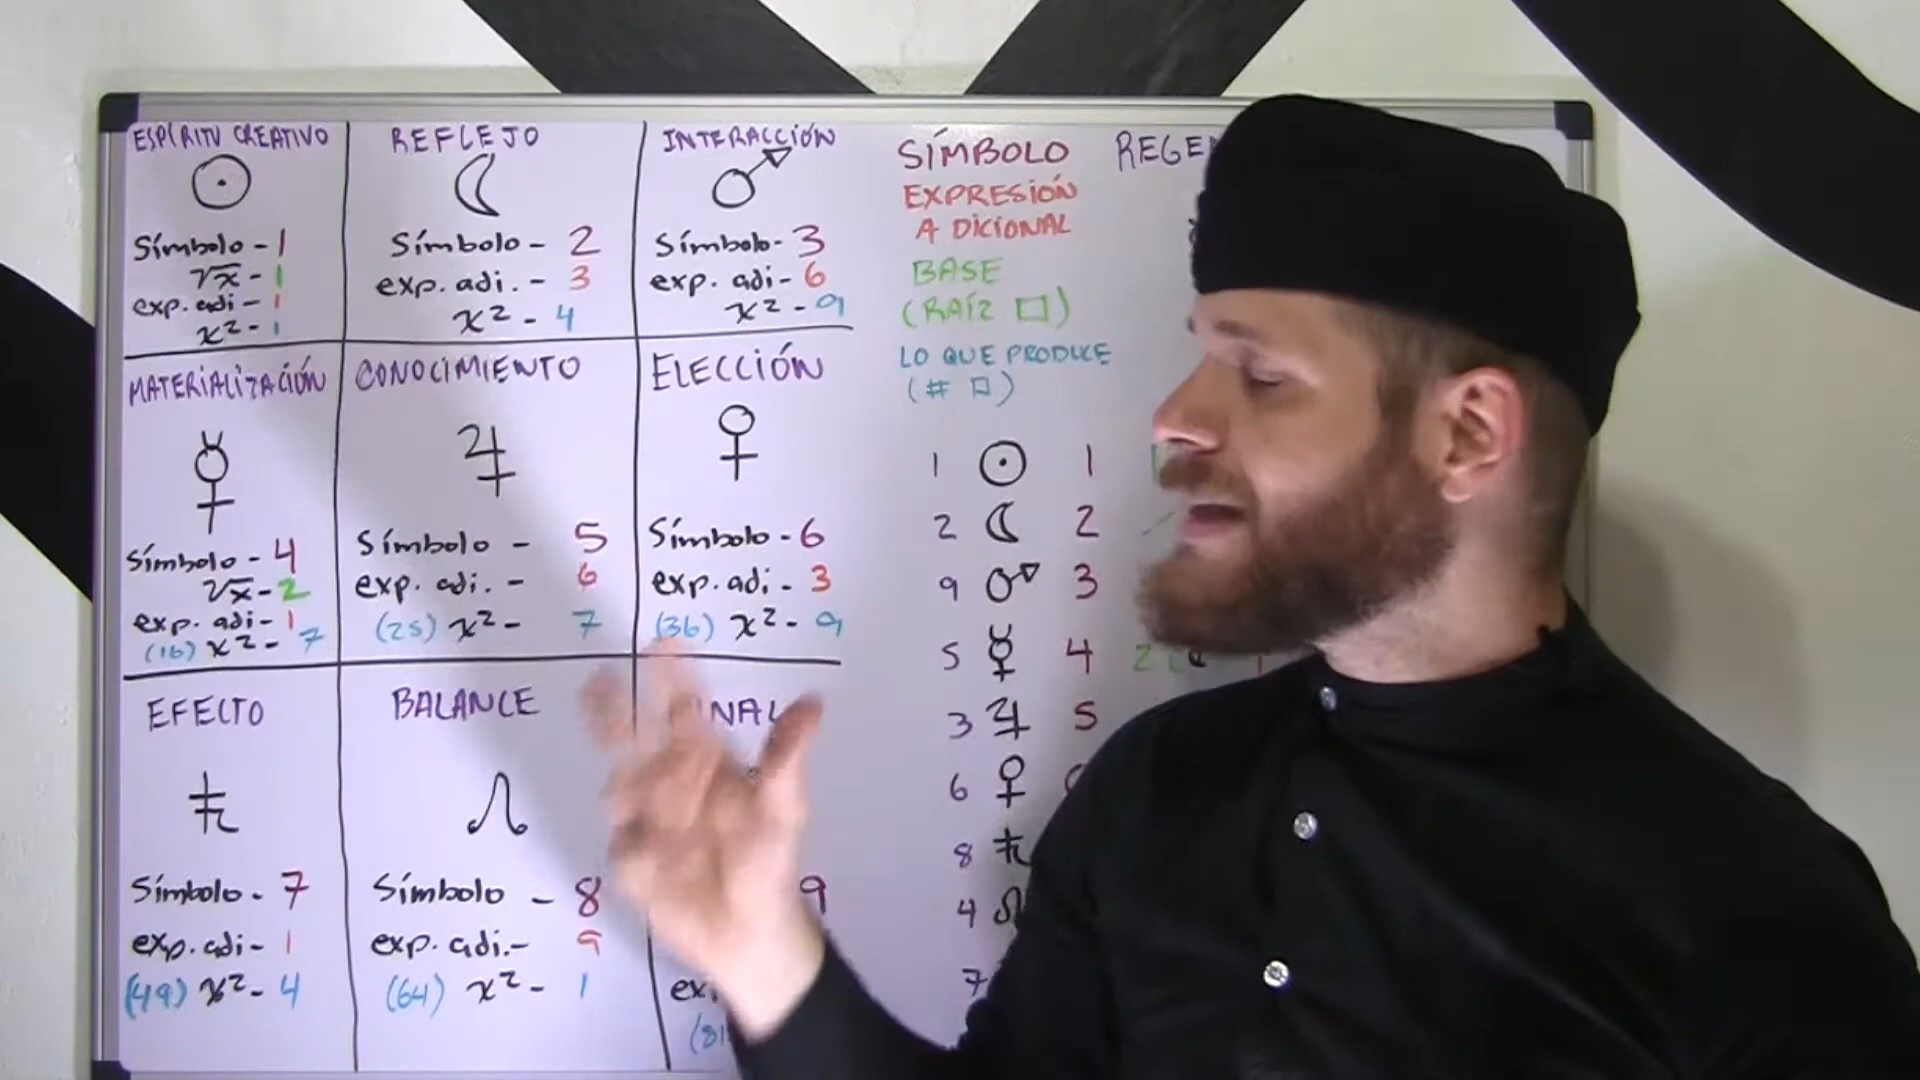 ESPÍRITU CREATIVO
Símbolo - 1
√x - 1
exp. adi - 1
x² - 1
REFLEJO
Símbolo - 2
exp. adi. - 3
x² - 4
INTERACCIÓN
Símbolo - 3
exp. adi - 6
x² - 9
MATERIALIZACIÓN
Símbolo - 4
√x - 2
exp. adi - 1
(16) x² - 7
CONOCIMIENTO
Símbolo - 5
exp. adi. - 6
(25) x² - 7
ELECCIÓN
Símbolo - 6
exp. adi - 3
(36) x² - 9
EFECTO
Símbolo - 7
exp. adi - 1
(49) x² - 4
BALANCE
Símbolo - 8
exp. adi. - 9
(64) x² - 1
9
SÍMBOLO
EXPRESIÓN
ADICIONAL
BASE
(RAÍZ □)
LO QUE PRODUCE
(# □)
1 ☉ 1
2 ☾ 2
9 ♂ 3
5 ☿ 4 2
3 ♃ 5
6 ♀
8 ♄
4 ☊
7